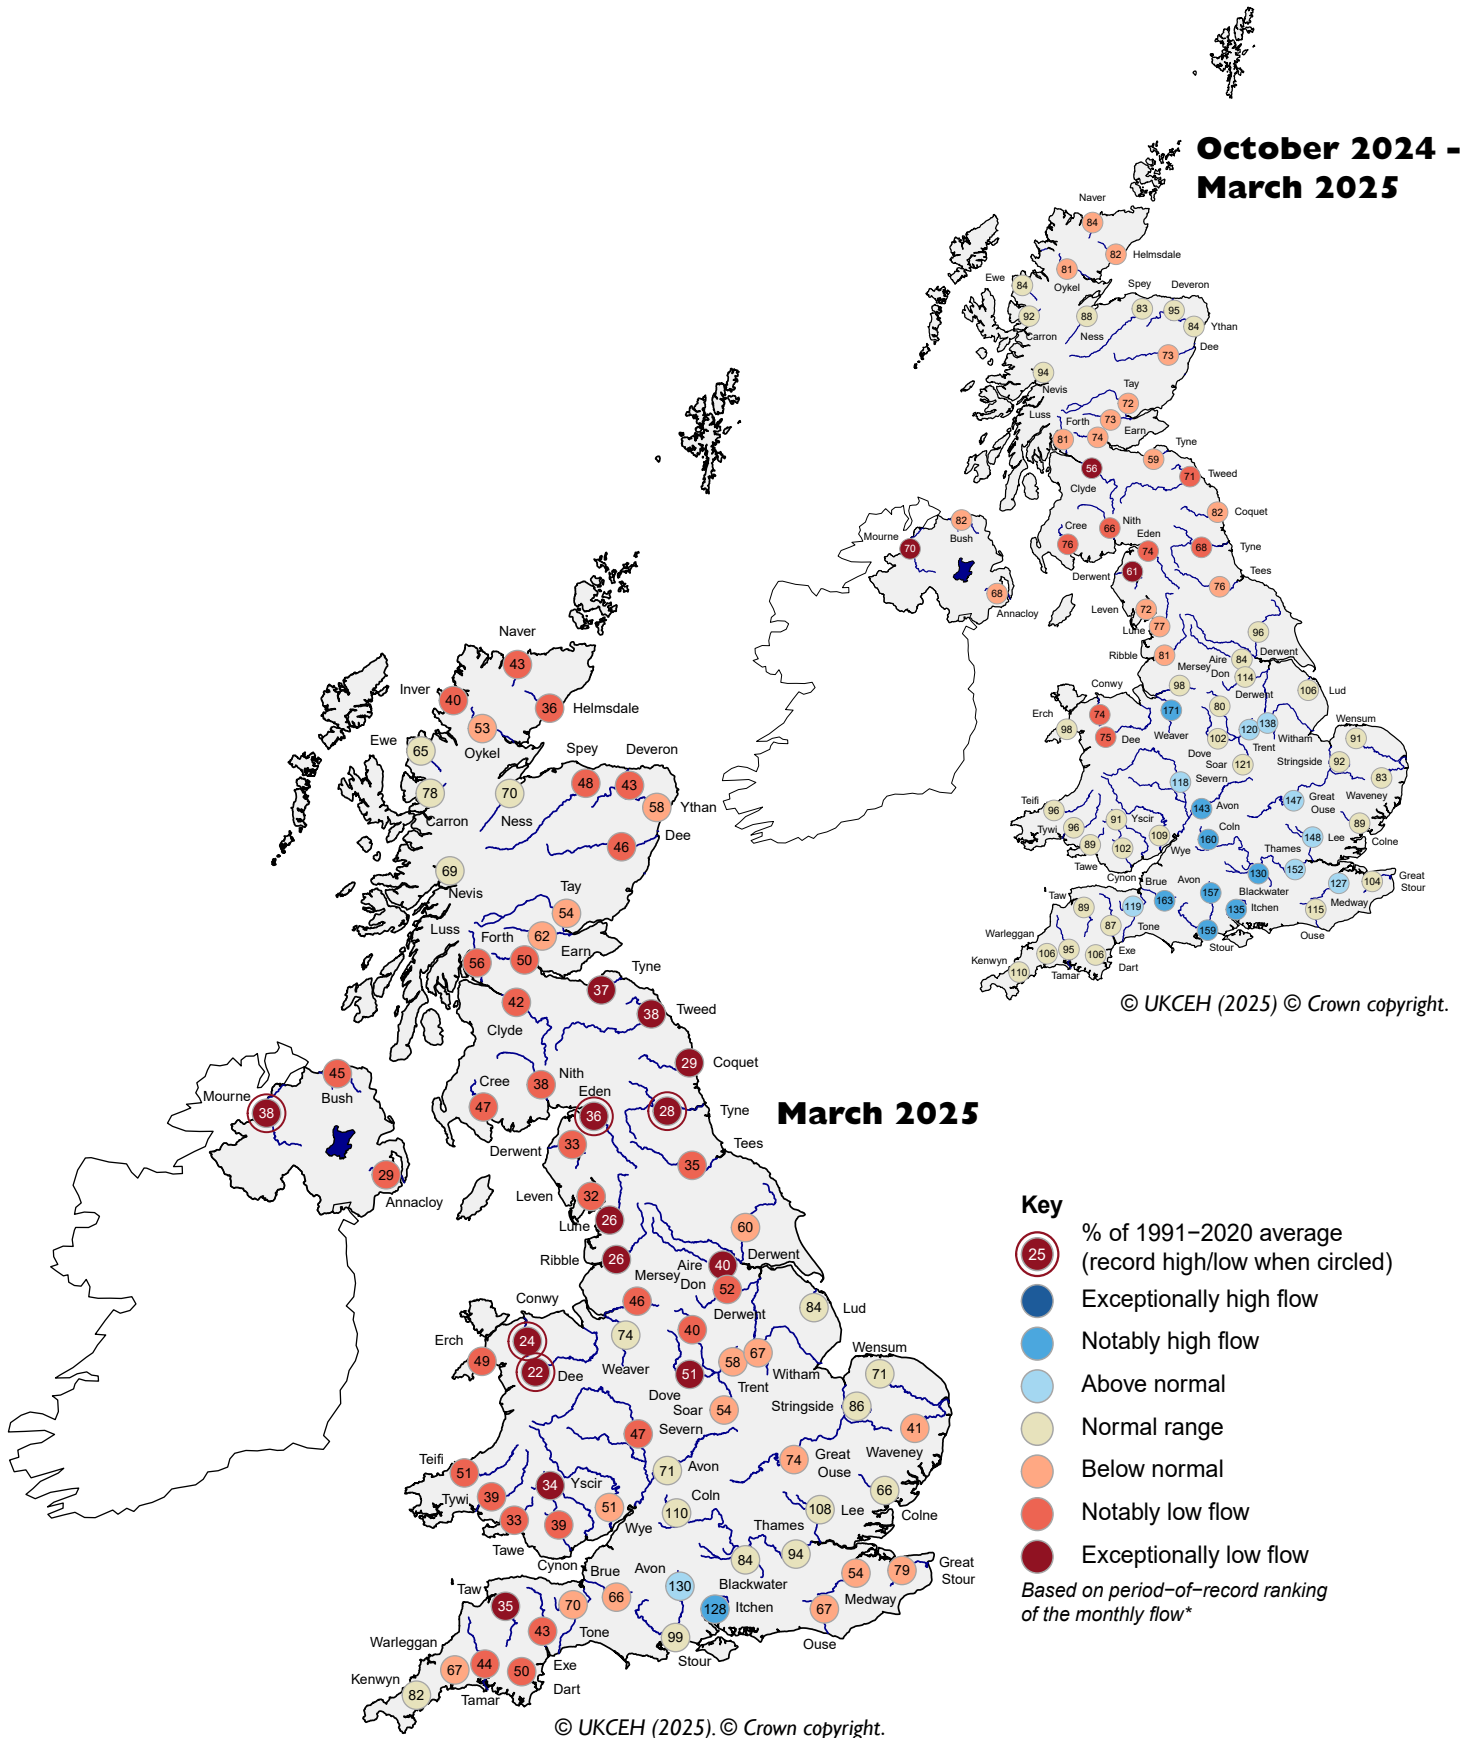 October 2024 -
March 2025
Naver
84
82
Helmsdale
81
Oykel
Ewe
84
Spey
Deveron
92
88
83
95
84
Ythan
Carron
Ness
Dee
73
94
Nevis
Tay
72
Luss
Forth
73
Earn
81
74
Tyne
59
56
71
Tweed
Clyde
82
Coquet
Nith
Cree
66
Eden
Mourne
82
Bush
70
76
74
68
Tyne
Derwent
61
Tees
76
68
Annacloy
Leven
72
Lune
77
96
Derwent
Ribble
81
Mersey
Aire
84
Don
114
Conwy
98
Derwent
106
Lud
Erch
74
171
80
98
75
Dee
Weaver
102
120
138
Witham
Wensum
91
Dove
Trent
Soar
121
Stringside
92
83
Severn
118
Waveney
Teifi
96
143
Avon
147
Great
Ouse
Tywi
96
91
Yscir
Coln
89
Colne
89
109
160
148
Lee
Tawe
102
Wye
Thames
Cynon
130
152
Brue
Avon
Blackwater
127
104
Great
Stour
Taw
163
157
Medway
89
119
135
Itchen
115
87
Tone
159
Ouse
Warleggan
Stour
106
95
106
Exe
Kenwyn
110
Tamar
Dart
© UKCEH (2025) © Crown copyright.
March 2025
Naver
43
Inver
40
36
Helmsdale
53
Oykel
Ewe
65
Spey
Deveron
78
70
48
43
58
Ythan
Carron
Ness
Dee
46
69
Nevis
Tay
54
Luss
Forth
62
Earn
56
50
Tyne
37
42
38
Tweed
Clyde
29
Coquet
Nith
Cree
38
Eden
Mourne
45
Bush
38
47
36
28
Tyne
Derwent
33
Tees
35
29
Annacloy
Leven
32
Lune
26
60
Derwent
Ribble
26
Mersey
Aire
40
Don
52
Conwy
46
Derwent
84
Lud
Erch
24
74
40
49
22
Dee
Weaver
51
58
67
Witham
Wensum
71
Dove
Trent
Soar
54
Stringside
86
41
Severn
47
Waveney
Teifi
51
71
Avon
74
Great
Ouse
Tywi
39
34
Yscir
Coln
66
Colne
33
39
51
110
108
Lee
Tawe
Wye
Thames
Cynon
84
94
Brue
Avon
Blackwater
54
79
Great
Stour
Taw
66
130
Medway
35
70
128
Itchen
67
43
Tone
99
Ouse
Warleggan
Stour
67
44
50
Exe
Kenwyn
82
Tamar
Dart
© UKCEH (2025). © Crown copyright.
Key
25
% of 1991−2020 average
(record high/low when circled)
Exceptionally high flow
Notably high flow
Above normal
Normal range
Below normal
Notably low flow
Exceptionally low flow
Based on period−of−record ranking
of the monthly flow*